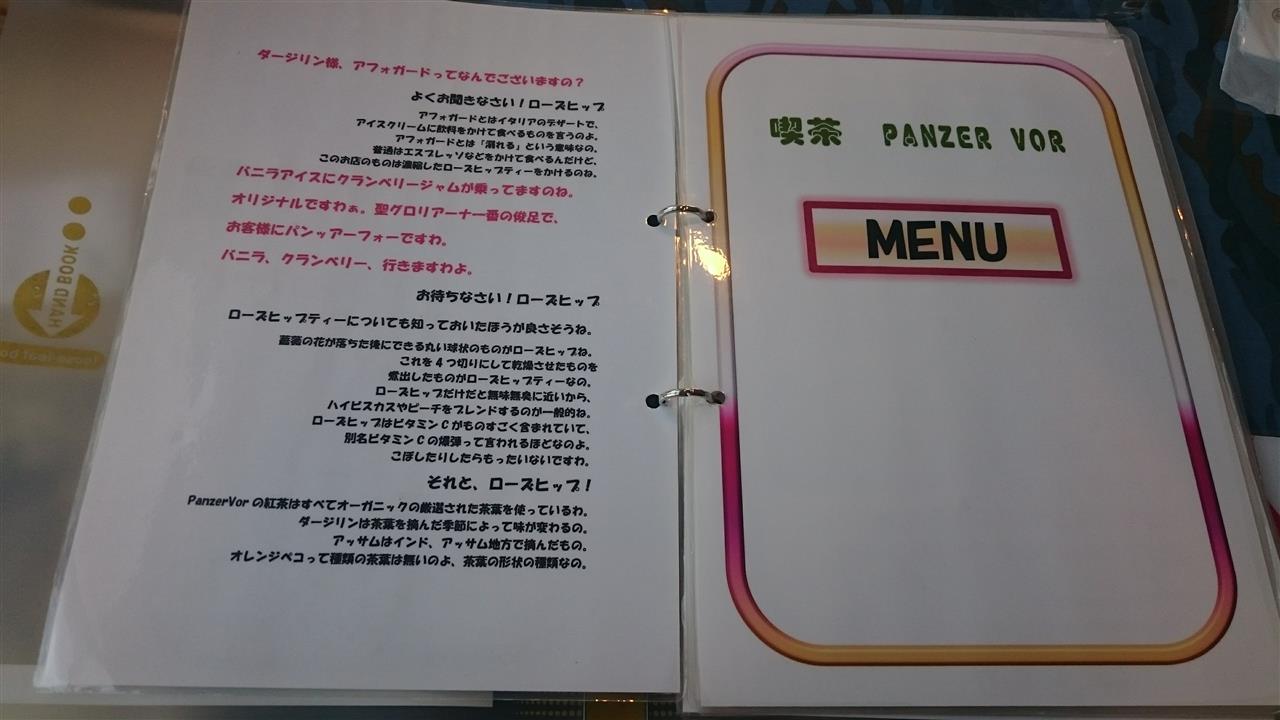 ダージリン様、アフォガードってなんでございますの？
よくお聞きなさい！ローズヒップ
アフォガードとはイタリアのデザートで、
アイスクリームに飲料をかけて食べるものを言うのよ。
アフォガードとは「溺れる」という意味なの。
普通はエスプレッソなどをかけて食べるんだけど、
このお店のものは濃縮したローズヒップティーをかけるのね。
バニラアイスにクランベリージャムが乗ってますのね。
オリジナルですわぁ。聖グロリアーナ一番の俊足で、
お客様にパンッアーフォーですわ。
バニラ、クランベリー、行きますわよ。
お待ちなさい！ローズヒップ
ローズヒップティーについても知っておいたほうが良さそうね。
薔薇の花が落ちた後にできる丸い球状のものがローズヒップね。
これを４つ切りにして乾燥させたものを
煮出したものがローズヒップティーなの。
ローズヒップだけだと無味無臭に近いから、
ハイビスカスやピーチをブレンドするのが一般的ね。
ローズヒップはビタミンCがものすごく含まれていて、
別名ビタミンCの爆弾って言われるほどなのよ。
こぼしたりしたらもったいないですわ。
それと、ローズヒップ！
PanzerVorの紅茶はすべてオーガニックの厳選された茶葉を使っているわ。
ダージリンは茶葉を摘んだ季節によって味が変わるの。
アッサムはインド、アッサム地方で摘んだもの。
オレンジペコって種類の茶葉は無いのよ、茶葉の形状の種類なの。
喫茶 PANZER VOR
MENU
HAND BOOK